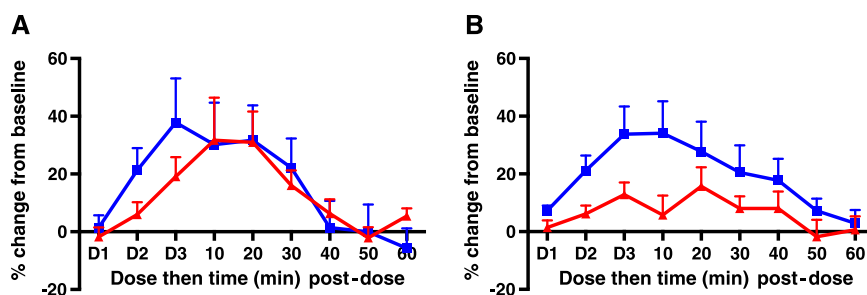 A
% change from baseline
60
40
20
0
-20
D1 D2 D3 10 20 30 40 50 60
Dose then time (min) post-dose
B
% change from baseline
60
40
20
0
-20
D1 D2 D3 10 20 30 40 50 60
Dose then time (min) post-dose